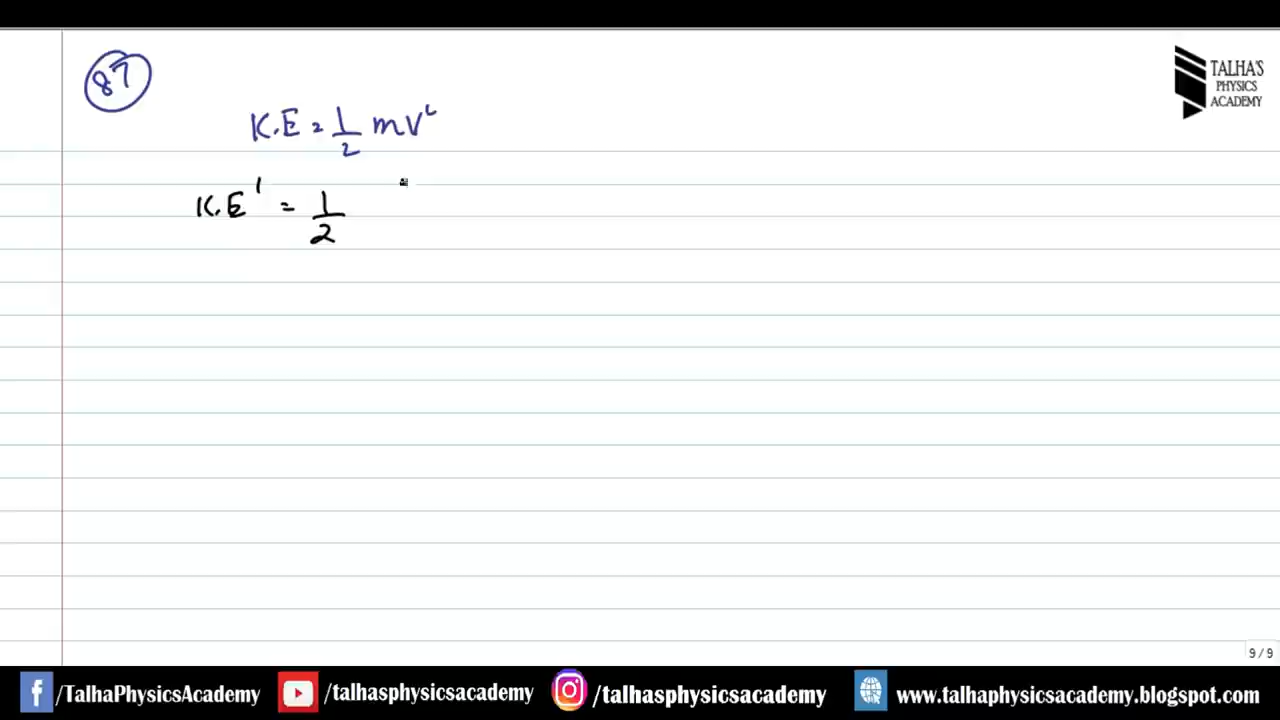 87
K.E = 1/2 mv²
K.E' = 1/2
TALHA'S
PHYSICS
ACADEMY
9/9
/TalhaPhysicsAcademy
/talhasphysicsacademy
/talhasphysicsacademy
www.talhaphysicsacademy.blogspot.com